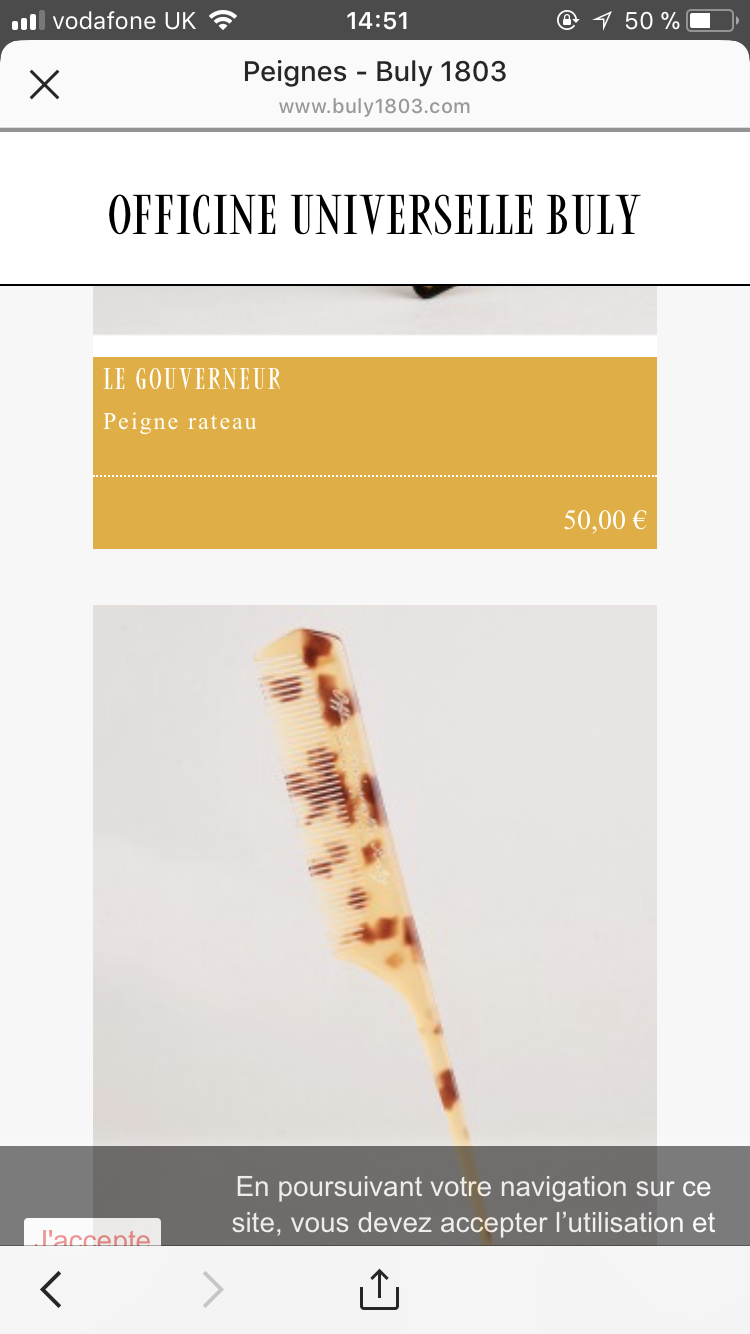 vodafone UK 14:51 50 %
Peignes - Buly 1803
www.buly1803.com
OFFICINE UNIVERSELLE BULY
LE GOUVERNEUR
Peigne rateau
50,00 €
En poursuivant votre navigation sur ce
site, vous devez accepter l’utilisation et
J'accepte